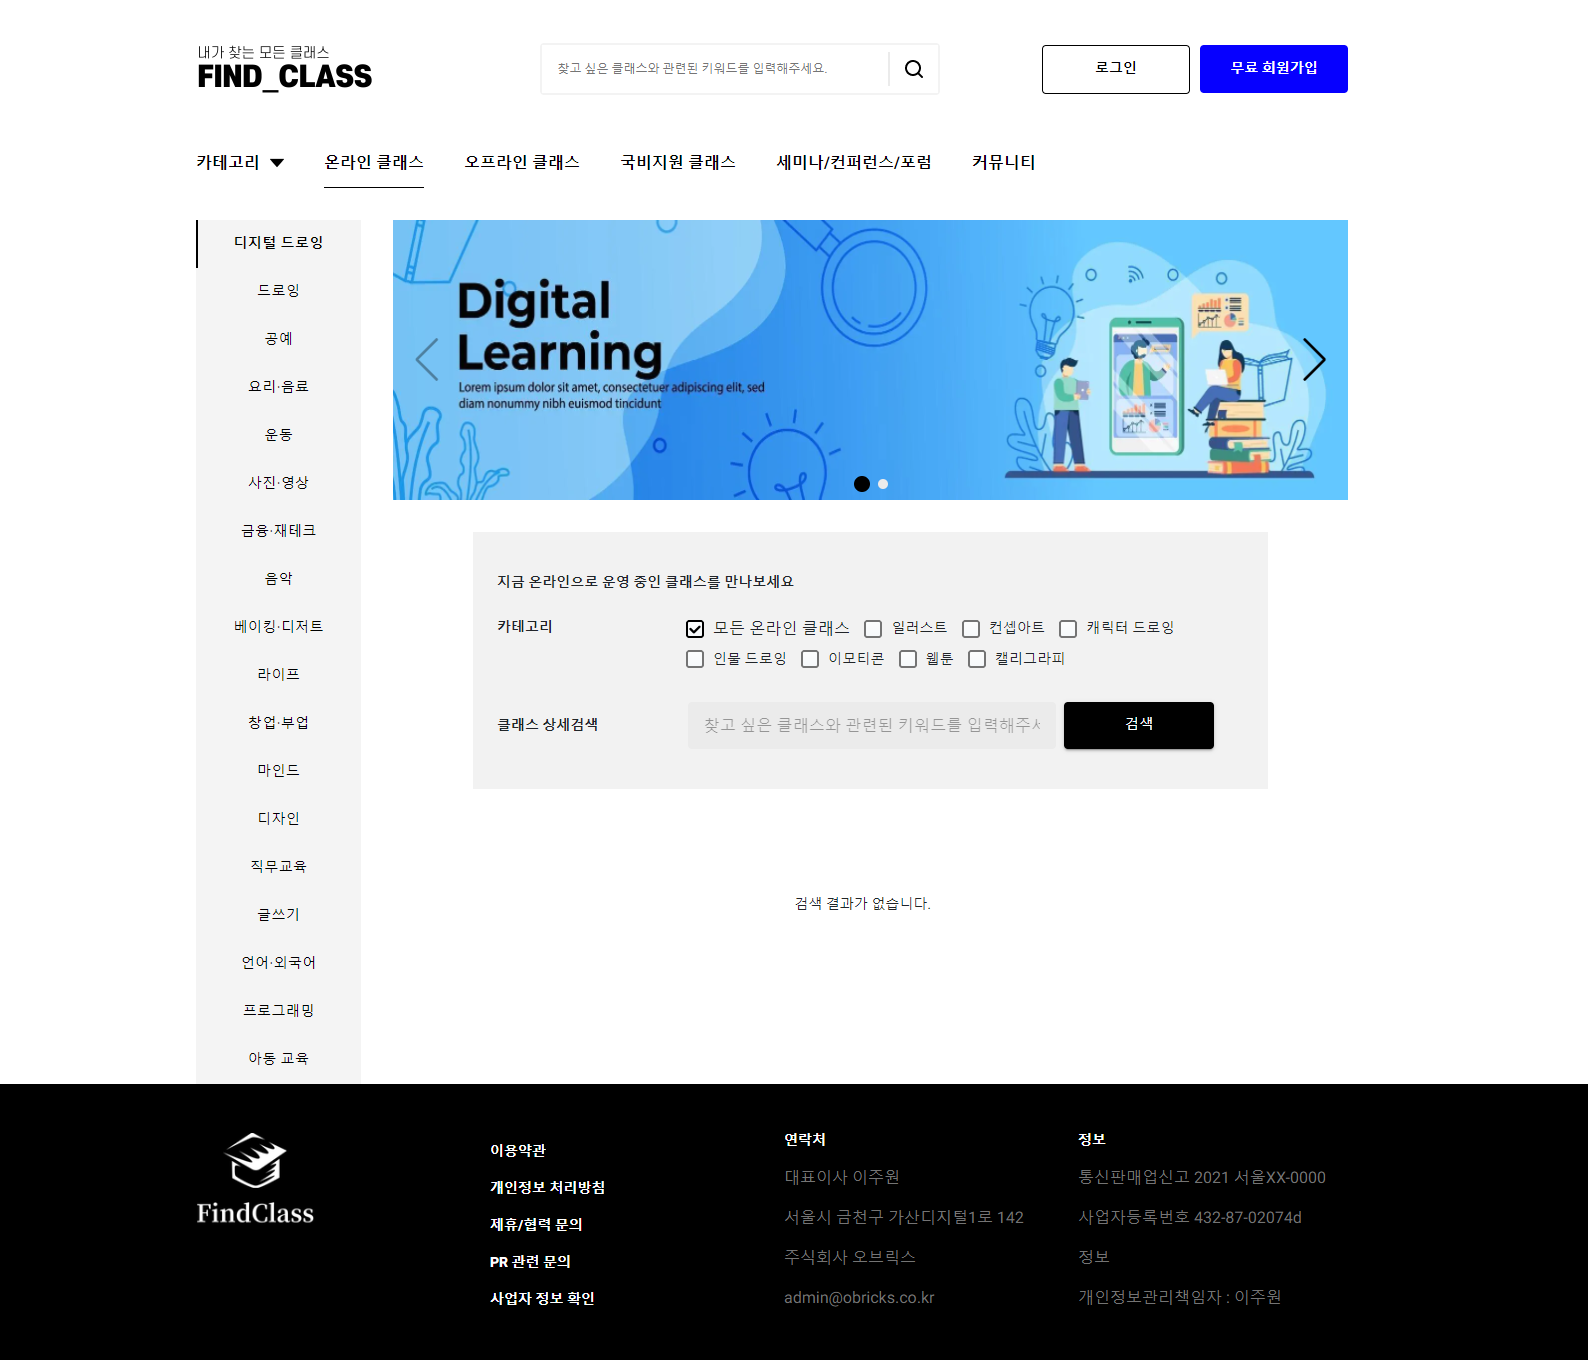 내가 찾는 모든 클래스
FIND_CLASS
찾고 싶은 클래스와 관련된 키워드를 입력해주세요.
로그인
무료 회원가입
카테고리
온라인 클래스
오프라인 클래스
국비지원 클래스
세미나/컨퍼런스/포럼
커뮤니티
디지털 드로잉
드로잉
공예
요리·음료
운동
사진·영상
금융·재테크
음악
베이킹·디저트
라이프
창업·부업
마인드
디자인
직무교육
글쓰기
언어·외국어
프로그래밍
아동 교육
Digital
Learning
Lorem ipsum dolor sit amet, consectetuer adipiscing elit, sed
diam nonummy nibh euismod tincidunt
지금 온라인으로 운영 중인 클래스를 만나보세요
카테고리
모든 온라인 클래스 일러스트 컨셉아트 캐릭터 드로잉
인물 드로잉 이모티콘 웹툰 캘리그라피
클래스 상세검색
찾고 싶은 클래스와 관련된 키워드를 입력해주
검색
검색 결과가 없습니다.
FindClass
이용약관
개인정보 처리방침
제휴/협력 문의
PR 관련 문의
사업자 정보 확인
연락처
대표이사 이주원
서울시 금천구 가산디지털1로 142
주식회사 오브릭스
admin@obricks.co.kr
정보
통신판매업신고 2021 서울XX-0000
사업자등록번호 432-87-02074d
정보
개인정보관리책임자 : 이주원